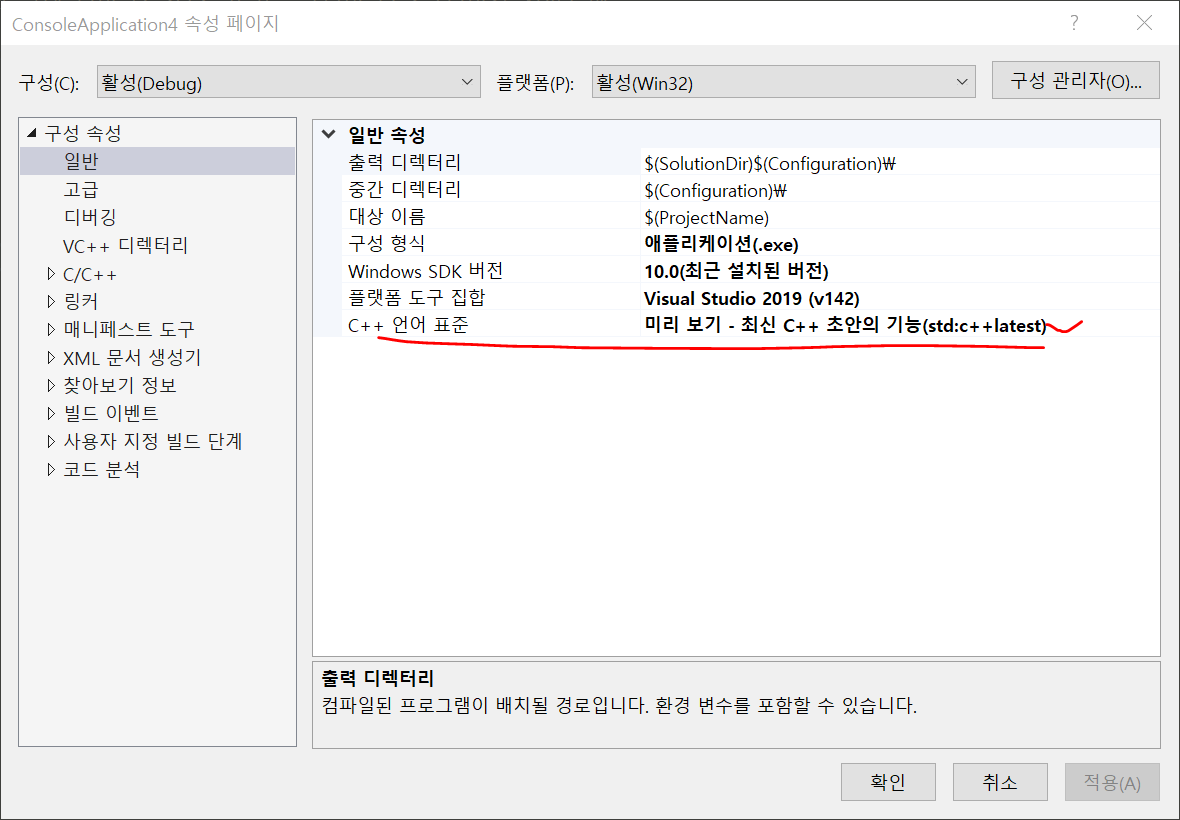 ConsoleApplication4 속성 페이지
?
구성(C): 활성(Debug) 플랫폼(P): 활성(Win32) 구성 관리자(O)...
구성 속성
일반
고급
디버깅
VC++ 디렉터리
C/C++
링커
매니페스트 도구
XML 문서 생성기
찾아보기 정보
빌드 이벤트
사용자 지정 빌드 단계
코드 분석
일반 속성
출력 디렉터리 $(SolutionDir)$(Configuration)₩
중간 디렉터리 $(Configuration)₩
대상 이름 $(ProjectName)
구성 형식 애플리케이션(.exe)
Windows SDK 버전 10.0(최근 설치된 버전)
플랫폼 도구 집합 Visual Studio 2019 (v142)
C++ 언어 표준 미리 보기 - 최신 C++ 초안의 기능(std:c++latest)
출력 디렉터리
컴파일된 프로그램이 배치될 경로입니다. 환경 변수를 포함할 수 있습니다.
확인 취소 적용(A)